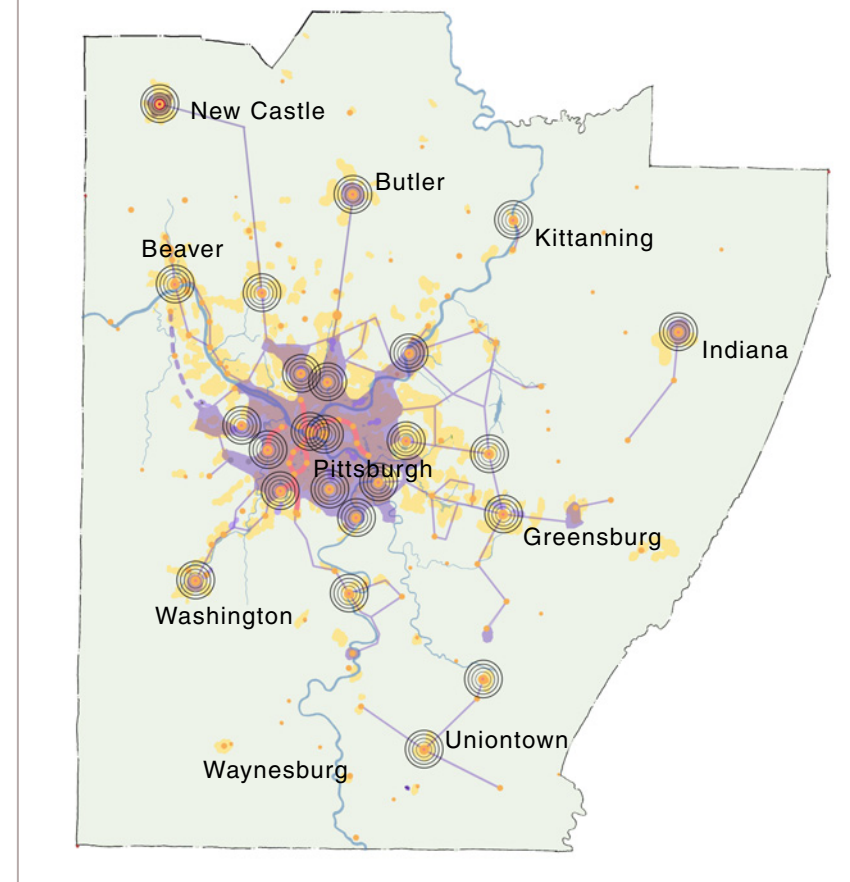 New Castle
Butler
Kittanning
Beaver
Indiana
Pittsburgh
Greensburg
Washington
Uniontown
Waynesburg